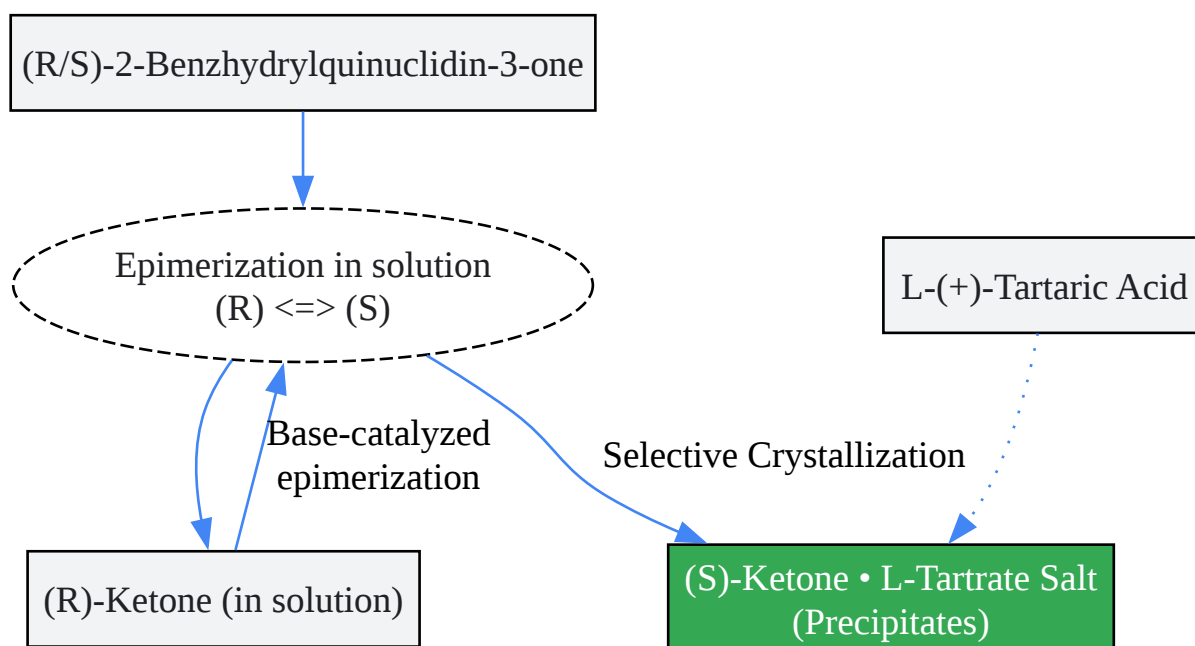 (R/S)-2-Benzhydrylquinuclidin-3-one
Epimerization in solution
(R) <=> (S)
L-(+)-Tartaric Acid
Base-catalyzed
epimerization
Selective Crystallization
(R)-Ketone (in solution)
(S)-Ketone • L-Tartrate Salt
(Precipitates)